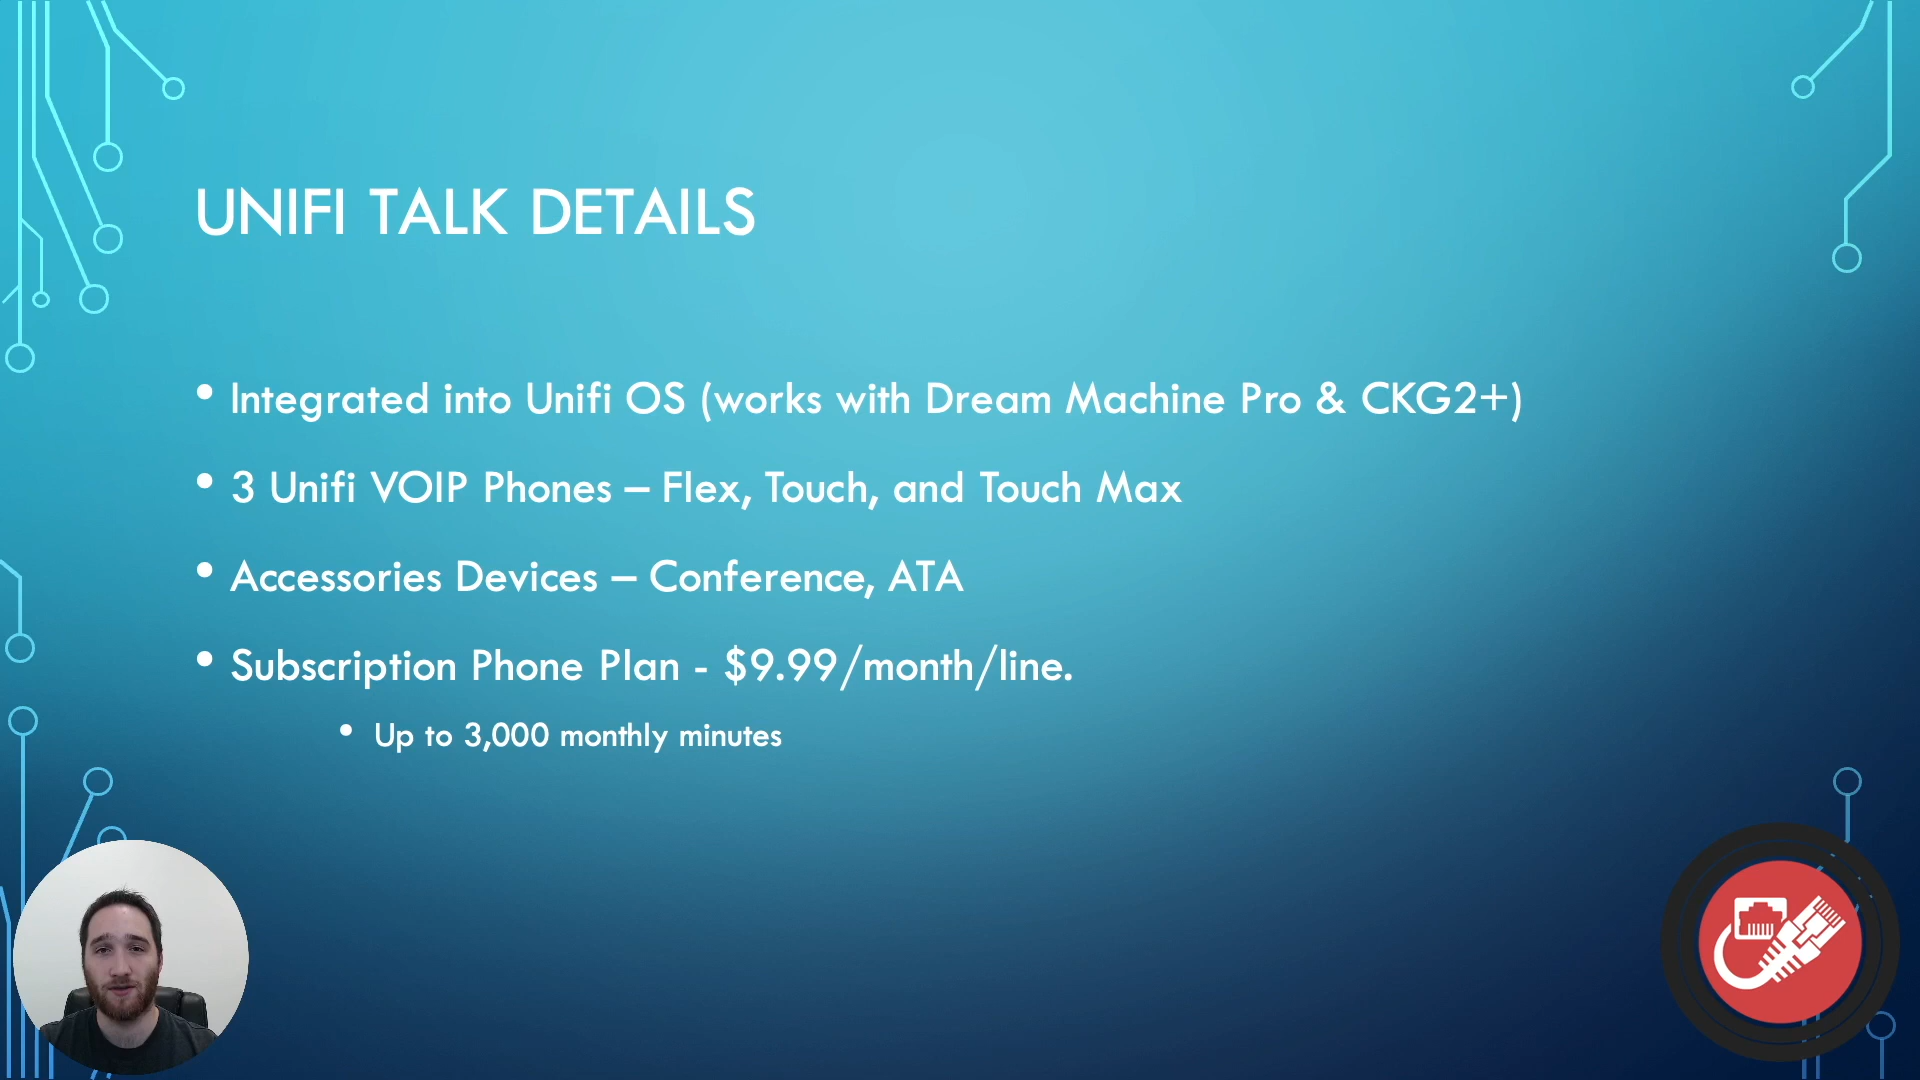 UNIFI TALK DETAILS
• Integrated into Unifi OS (works with Dream Machine Pro & CKG2+)
• 3 Unifi VOIP Phones – Flex, Touch, and Touch Max
• Accessories Devices – Conference, ATA
• Subscription Phone Plan - $9.99/month/line.
• Up to 3,000 monthly minutes